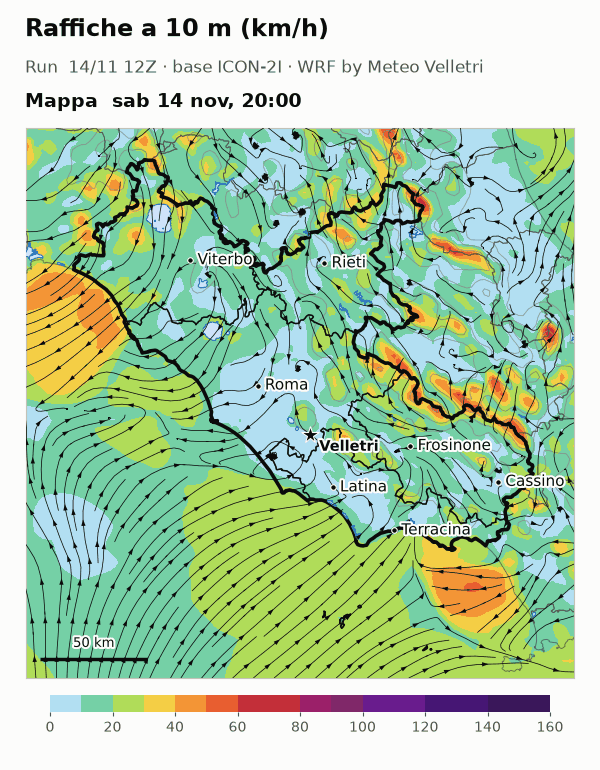 Raffiche a 10 m (km/h)
Run 14/11 12Z · base ICON-2I · WRF by Meteo Velletri
Mappa sab 14 nov, 20:00
Viterbo
Rieti
Roma
Velletri
Frosinone
Cassino
Latina
Terracina
50 km
0 20 40 60 80 100 120 140 160